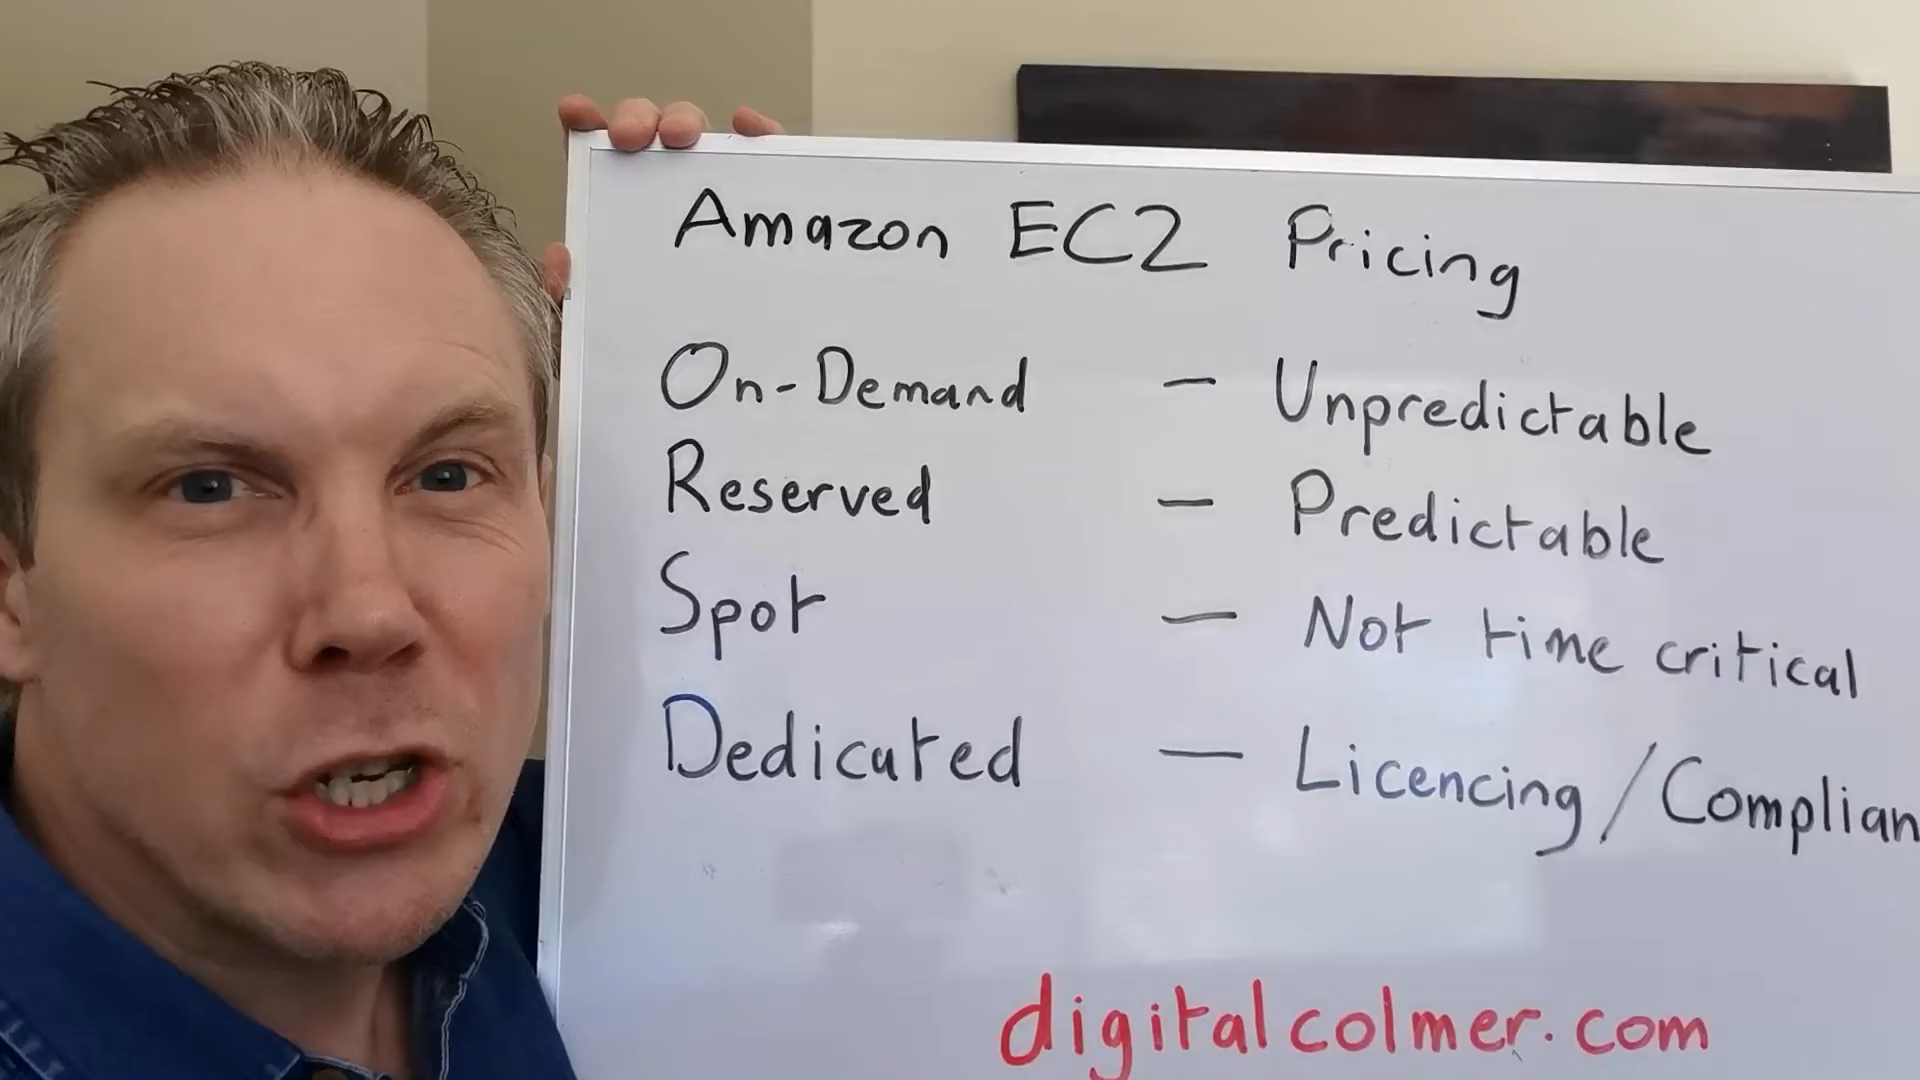 Amazon EC2 Pricing
On-Demand — Unpredictable
Reserved — Predictable
Spot — Not time critical
Dedicated — Licencing / Complian
digitalcolmer.com